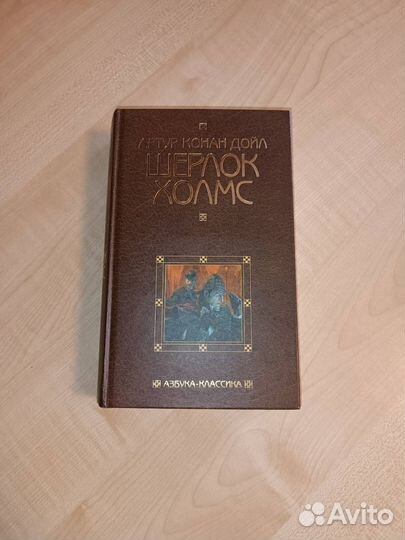 АРТУР КОНАН ДОЙЛ
ШЕРЛОК
ХОЛМС
АЗБУКА-КЛАССИКА
Avito